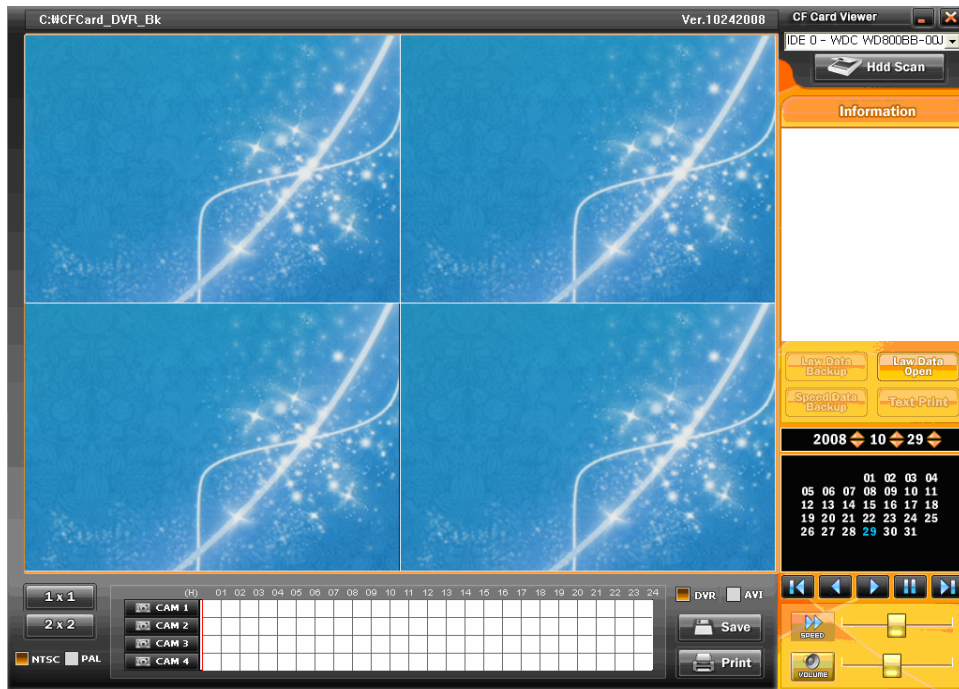 C:₩CFCard_DVR_Bk
Ver.10242008
CF Card Viewer
IDE 0 - WDC WD800BB-00J
Hdd Scan
Information
Law Data Backup
Law Data Open
Speed Data Backup
Text Print
2008 10 29
01 02 03 04
05 06 07 08 09 10 11
12 13 14 15 16 17 18
19 20 21 22 23 24 25
26 27 28 29 30 31
1 x 1
2 x 2
NTSC PAL
(H) 01 02 03 04 05 06 07 08 09 10 11 12 13 14 15 16 17 18 19 20 21 22 23 24
CAM 1
CAM 2
CAM 3
CAM 4
DVR AVI
Save
Print
SPEED
VOLUME